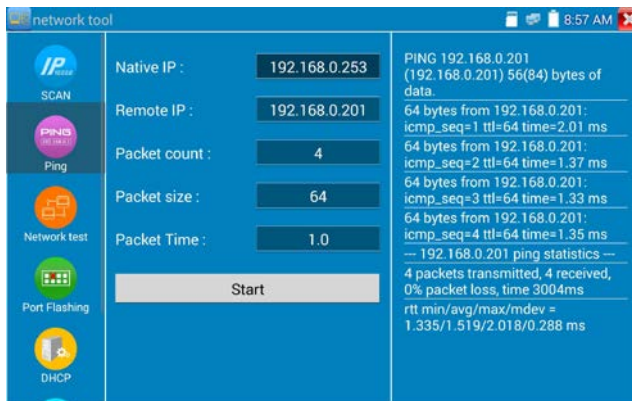 network tool
8:57 AM
IP
SCAN
PING
Ping
Network test
Port Flashing
DHCP
Native IP :
192.168.0.253
Remote IP :
192.168.0.201
Packet count :
4
Packet size :
64
Packet Time :
1.0
Start
PING 192.168.0.201
(192.168.0.201) 56(84) bytes of
data.
64 bytes from 192.168.0.201:
icmp_seq=1 ttl=64 time=2.01 ms
64 bytes from 192.168.0.201:
icmp_seq=2 ttl=64 time=1.37 ms
64 bytes from 192.168.0.201:
icmp_seq=3 ttl=64 time=1.33 ms
64 bytes from 192.168.0.201:
icmp_seq=4 ttl=64 time=1.35 ms
--- 192.168.0.201 ping statistics ---
4 packets transmitted, 4 received,
0% packet loss, time 3004ms
rtt min/avg/max/mdev =
1.335/1.519/2.018/0.288 ms